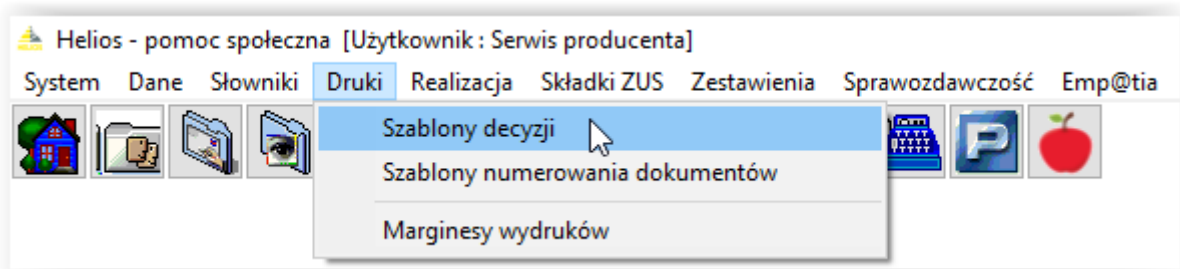 Helios - pomoc społeczna [Użytkownik : Serwis producenta]
System Dane Słowniki Druki Realizacja Składki ZUS Zestawienia Sprawozdawczość Emp@tia
Szablony decyzji
P
Szablony numerowania dokumentów
Marginesy wydruków